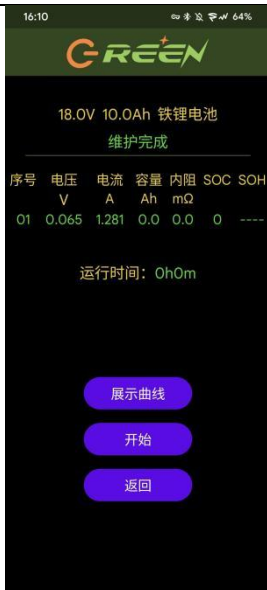 16:10
64%
GREEN
18.0V 10.0Ah 铁锂电池
维护完成
序号 电压 电流 容量 内阻 SOC SOH
V A Ah mΩ
01 0.065 1.281 0.0 0.0 0 ----
运行时间：0h0m
展示曲线
开始
返回